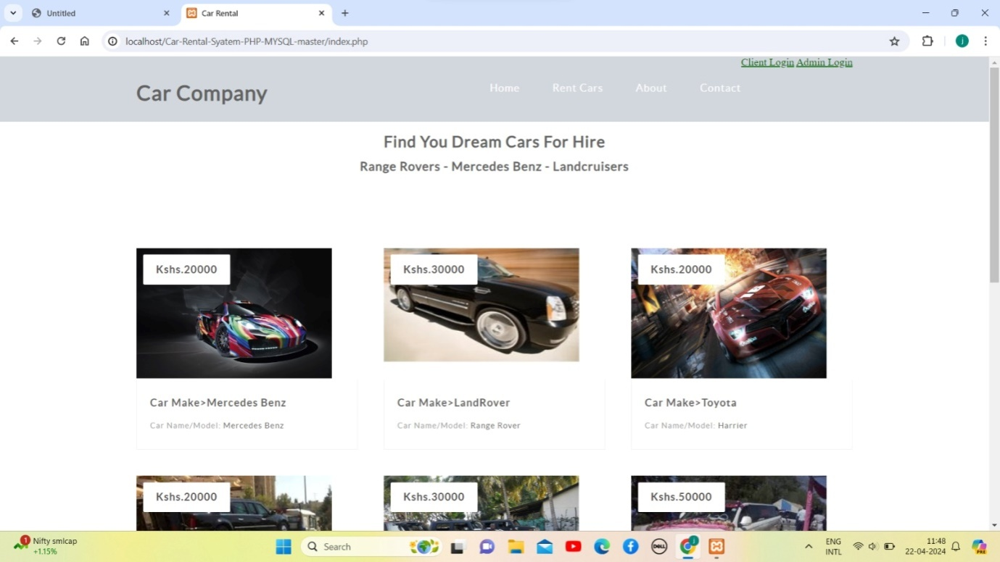 Untitled
Car Rental
localhost/Car-Rental-Syatem-PHP-MYSQL-master/index.php
j
Client Login Admin Login
Car Company
Home Rent Cars About Contact
Find You Dream Cars For Hire
Range Rovers - Mercedes Benz - Landcruisers
Kshs.20000
Kshs.30000
Kshs.20000
Car Make>Mercedes Benz
Car Name/Model: Mercedes Benz
Car Make>LandRover
Car Name/Model: Range Rover
Car Make>Toyota
Car Name/Model: Harrier
Kshs.20000
Kshs.30000
Kshs.50000
1
Nifty smlcap
+1.15%
Search
DELL
j
ENG
INTL
11:48
22-04-2024
PRE